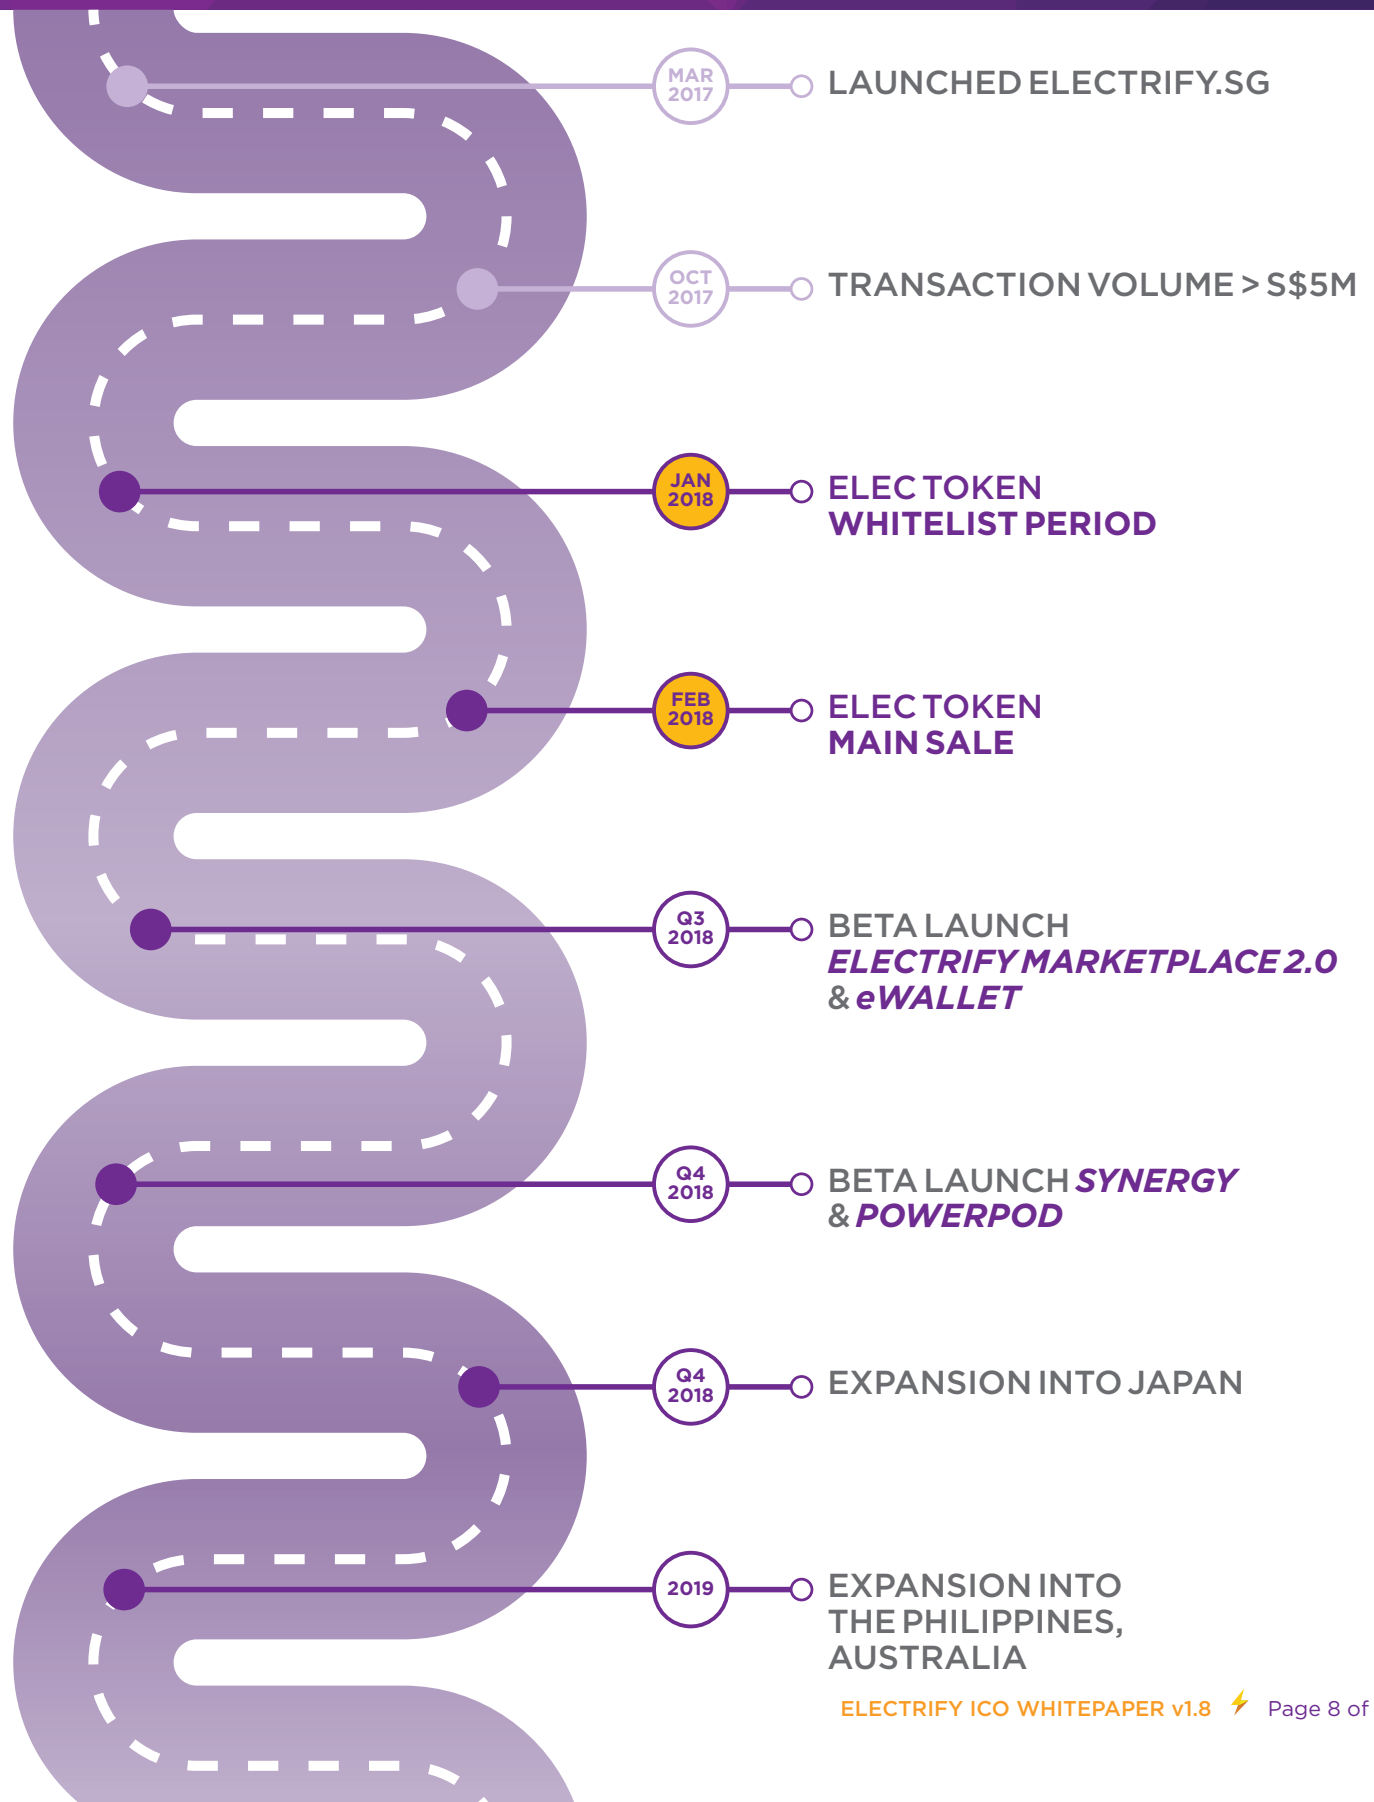 MAR
2017
LAUNCHED ELECTRIFY.SG
OCT
2017
TRANSACTION VOLUME > S$5M
JAN
2018
ELEC TOKEN
WHITELIST PERIOD
FEB
2018
ELEC TOKEN
MAIN SALE
Q3
2018
BETA LAUNCH
ELECTRIFY MARKETPLACE 2.0
& eWALLET
Q4
2018
BETA LAUNCH SYNERGY
& POWERPOD
Q4
2018
EXPANSION INTO JAPAN
2019
EXPANSION INTO
THE PHILIPPINES,
AUSTRALIA
ELECTRIFY ICO WHITEPAPER v1.8 Page 8 of